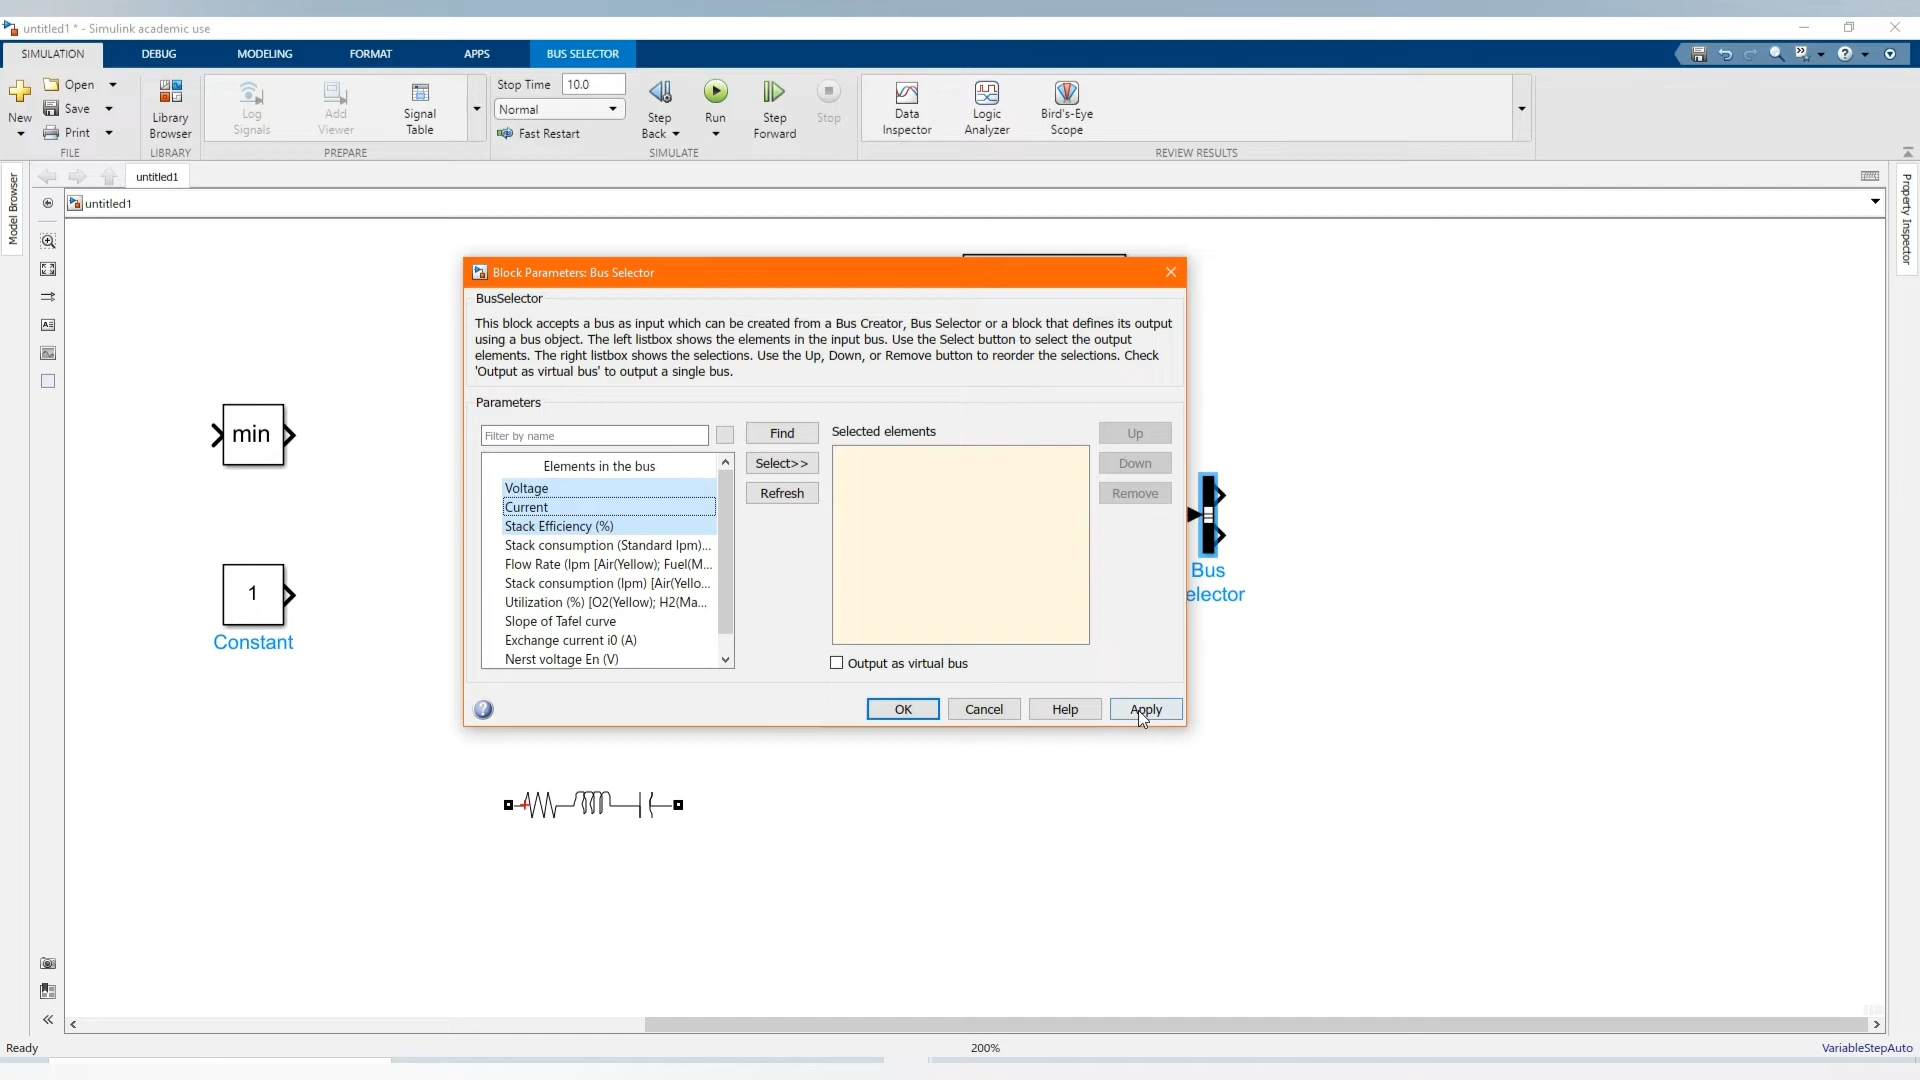 untitled1 * - Simulink academic use
SIMULATION
DEBUG
MODELING
FORMAT
APPS
BUS SELECTOR
New
Open
Save
Print
FILE
Library
Browser
LIBRARY
Log
Signals
Add
Viewer
Signal
Table
PREPARE
Stop Time 10.0
Normal
Fast Restart
Step
Back
Run
Step
Forward
Stop
SIMULATE
Data
Inspector
Logic
Analyzer
Bird's-Eye
Scope
REVIEW RESULTS
Model Browser
untitled1
untitled1
Property Inspector
Block Parameters: Bus Selector
BusSelector
This block accepts a bus as input which can be created from a Bus Creator, Bus Selector or a block that defines its output
using a bus object. The left listbox shows the elements in the input bus. Use the Select button to select the output
elements. The right listbox shows the selections. Use the Up, Down, or Remove button to reorder the selections. Check
'Output as virtual bus' to output a single bus.
Parameters
Filter by name
Find
Select>>
Refresh
Elements in the bus
Voltage
Current
Stack Efficiency (%)
Stack consumption (Standard lpm)...
Flow Rate (lpm [Air(Yellow); Fuel(M...
Stack consumption (lpm) [Air(Yello...
Utilization (%) [O2(Yellow); H2(Ma...
Slope of Tafel curve
Exchange current i0 (A)
Nerst voltage En (V)
Selected elements
Up
Down
Remove
Output as virtual bus
OK
Cancel
Help
Apply
min
1
Constant
Bus
elector
Ready
200%
VariableStepAuto